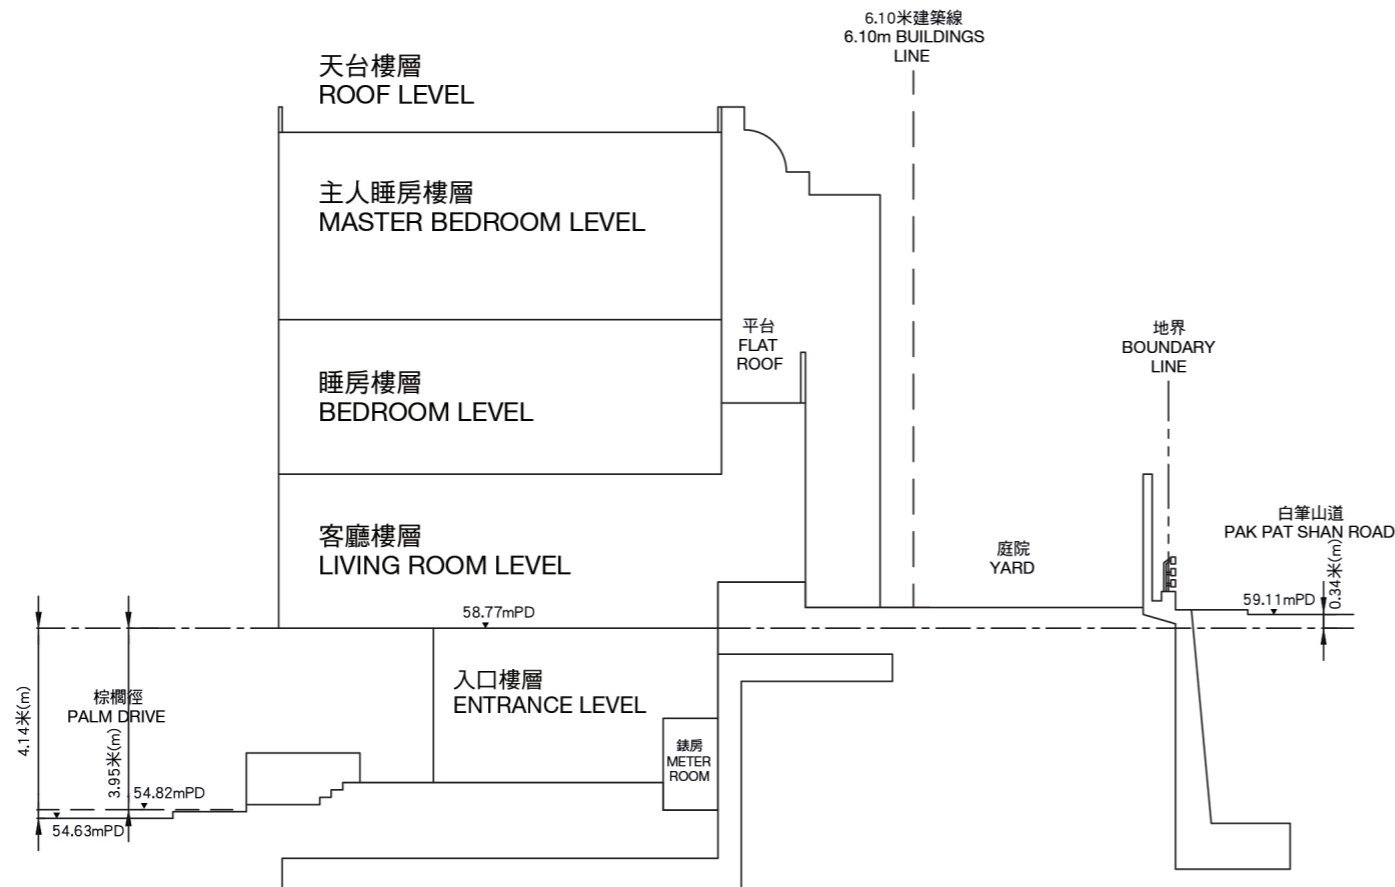 6.10米建築線
6.10m BUILDINGS
LINE
天台樓層
ROOF LEVEL
主人睡房樓層
MASTER BEDROOM LEVEL
平台
FLAT
ROOF
地界
BOUNDARY
LINE
睡房樓層
BEDROOM LEVEL
白筆山道
PAK PAT SHAN ROAD
客廳樓層
LIVING ROOM LEVEL
庭院
YARD
0.34米(m)
59.11mPD
58.77mPD
入口樓層
ENTRANCE LEVEL
棕櫚徑
PALM DRIVE
4.14米(m)
3.95米(m)
錶房
METER
ROOM
54.82mPD
54.63mPD